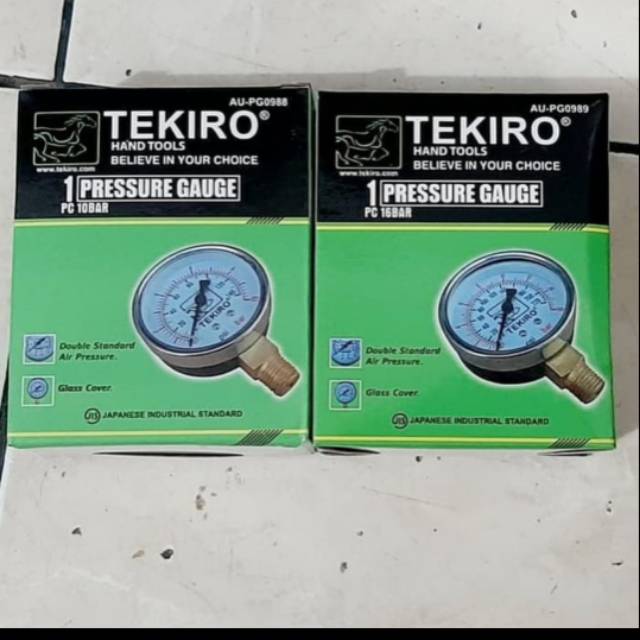 AU-PG0988
TEKIRO®
HAND TOOLS
BELIEVE IN YOUR CHOICE
www.tekiro.com
1 PRESSURE GAUGE
PC 10BAR
TEKIRO
Double Standard
Air Pressure.
Glass Cover.
JIS JAPANESE INDUSTRIAL STANDARD
AU-PG0989
TEKIRO®
HAND TOOLS
BELIEVE IN YOUR CHOICE
www.tekiro.com
1 PRESSURE GAUGE
PC 16BAR
TEKIRO
Double Standard
Air Pressure.
Glass Cover.
JIS JAPANESE INDUSTRIAL STANDARD